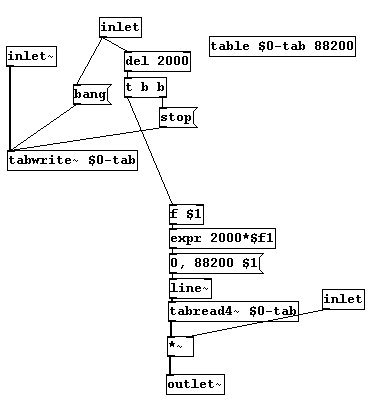 inlet
inlet~
table $0-tab 88200
del 2000
t b b
bang
stop
tabwrite~ $0-tab
f $1
expr 2000*$f1
0, 88200 $1
line~
inlet
tabread4~ $0-tab
*~
outlet~